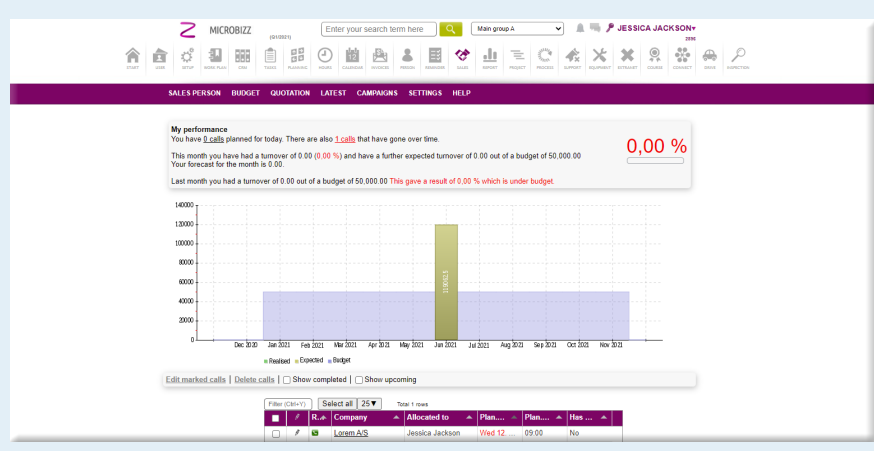 MICROBIZZ
(Q1/2021)
Enter your search term here
Main group A
JESSICA JACKSON▾
2896
START CASE SETUP WORK PLAN CRM TASKS PLANNING HOURS CALENDAR INVOICES PERSON REMINDER SALES REPORT PROJECT PROCESS SUPPORT EQUIPMENT EXTRANET COURSE CONNECT DRIVE INSPECTION
SALES PERSON BUDGET QUOTATION LATEST CAMPAIGNS SETTINGS HELP
My performance
You have 0 calls planned for today. There are also 1 calls that have gone over time.
0,00 %
This month you have had a turnover of 0.00 (0,00 %) and have a further expected turnover of 0.00 out of a budget of 50,000.00
Your forecast for the month is 0.00.
Last month you had a turnover of 0.00 out of a budget of 50,000.00 This gave a result of 0,00 % which is under budget.
140000
120000
100000
80000
60000
40000
20000
0
Dec 2020 Jan 2021 Feb 2021 Mar 2021 Apr 2021 May 2021 Jun 2021 Jul 2021 Aug 2021 Sep 2021 Oct 2021 Nov 2021
Realised Expected Budget
Edit marked calls | Delete calls | Show completed | Show upcoming
Filter (Ctrl+Y) Select all 25▼ Total 1 rows
R... Company Allocated to Plan.... Plan.... Has ...
Lorem A/S Jessica Jackson Wed 12. ... 09:00 No